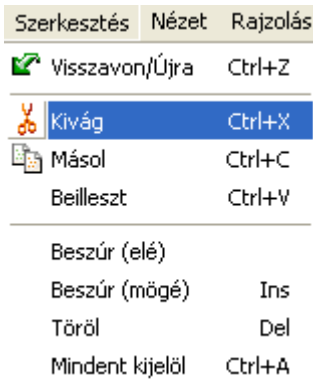 Szerkesztés Nézet Rajzolás
Visszavon/Újra Ctrl+Z
Kivág Ctrl+X
Másol Ctrl+C
Beilleszt Ctrl+V
Beszúr (elé)
Beszúr (mögé) Ins
Töröl Del
Mindent kijelöl Ctrl+A